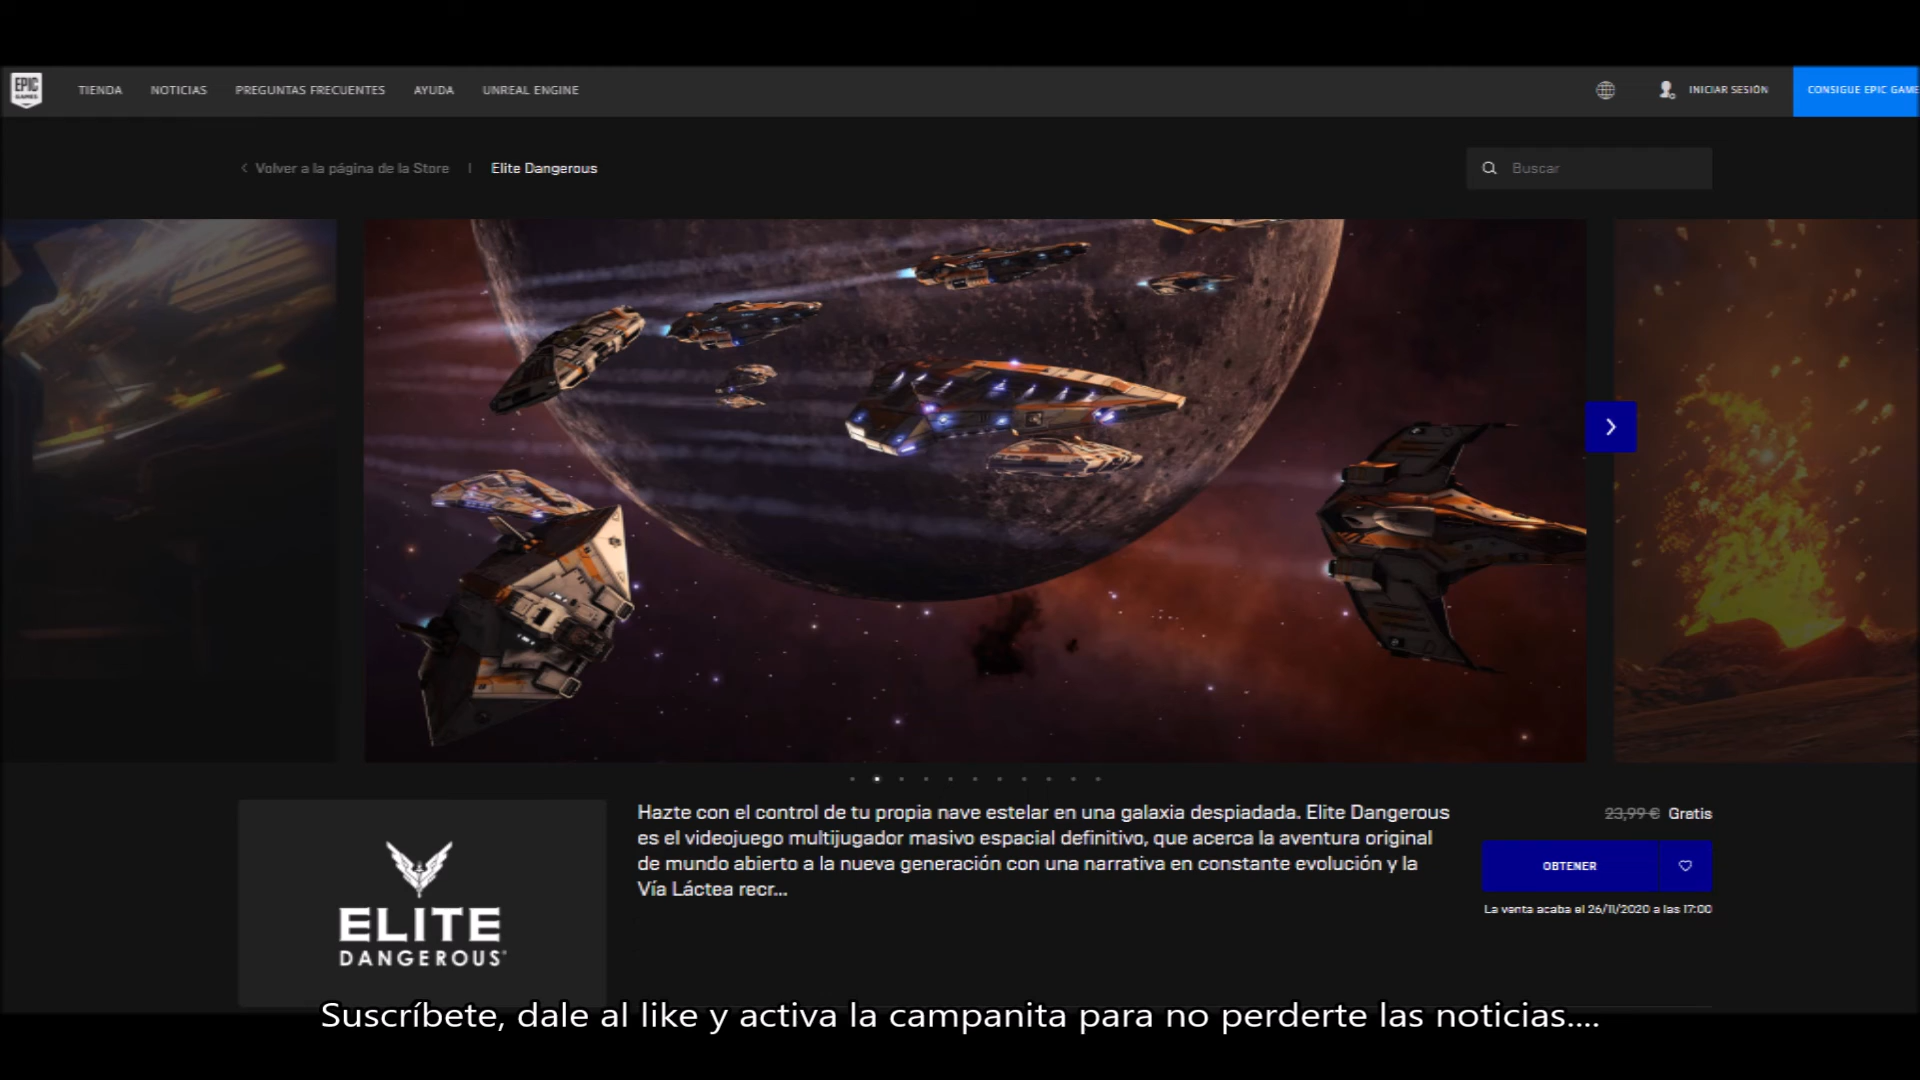 EPIC
GAMES
TIENDA NOTICIAS PREGUNTAS FRECUENTES AYUDA UNREAL ENGINE INICIAR SESIÓN CONSIGUE EPIC GAME
Volver a la página de la Store | Elite Dangerous Buscar
Hazte con el control de tu propia nave estelar en una galaxia despiadada. Elite Dangerous
es el videojuego multijugador masivo espacial definitivo, que acerca la aventura original
de mundo abierto a la nueva generación con una narrativa en constante evolución y la
Vía Láctea recr...
23,99 € Gratis
OBTENER
La venta acaba el 26/11/2020 a las 17:00
ELITE
DANGEROUS
Suscríbete, dale al like y activa la campanita para no perderte las noticias....